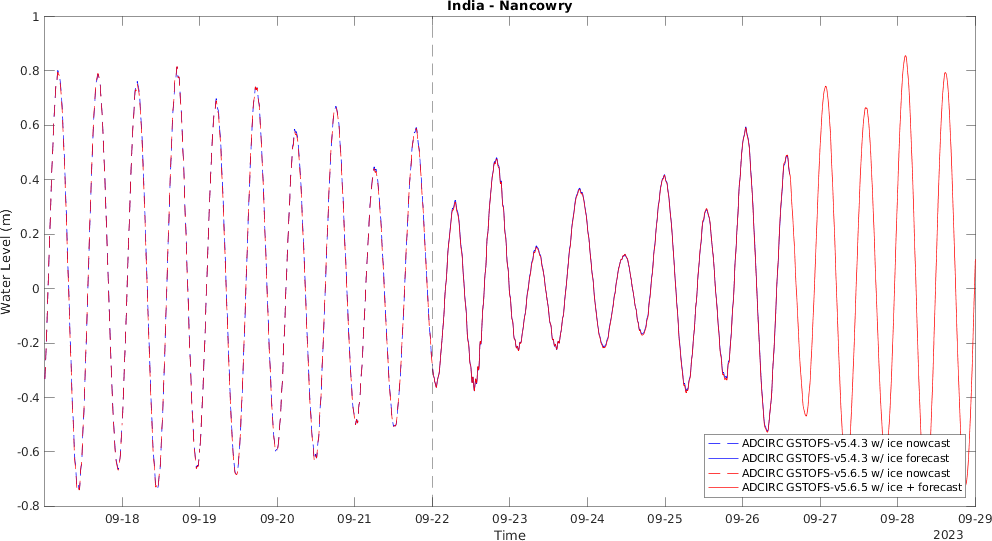 India - Nancowry
1
0.8
0.6
0.4
0.2
0
-0.2
-0.4
-0.6
-0.8
Water Level (m)
ADCIRC GSTOFS-v5.4.3 w/ ice nowcast
ADCIRC GSTOFS-v5.4.3 w/ ice forecast
ADCIRC GSTOFS-v5.6.5 w/ ice nowcast
ADCIRC GSTOFS-v5.6.5 w/ ice + forecast
09-18 09-19 09-20 09-21 09-22 09-23 09-24 09-25 09-26 09-27 09-28 09-29
Time
2023